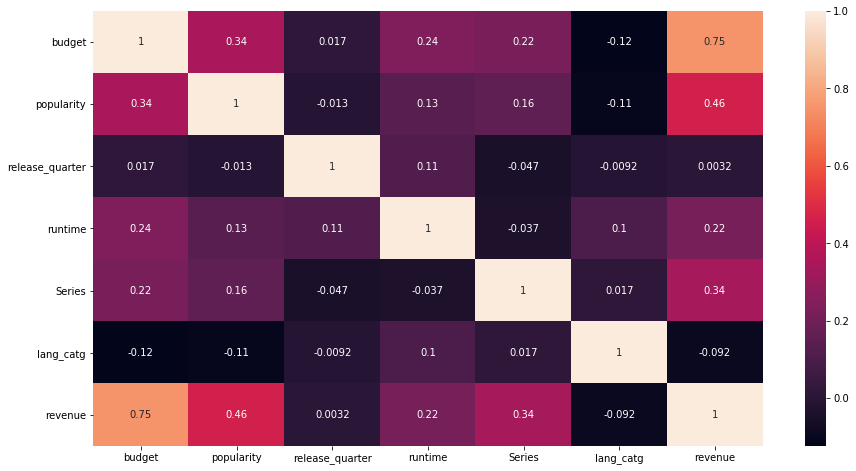 budget 1 0.34 0.017 0.24 0.22 -0.12 0.75
popularity 0.34 1 -0.013 0.13 0.16 -0.11 0.46
release_quarter 0.017 -0.013 1 0.11 -0.047 -0.0092 0.0032
runtime 0.24 0.13 0.11 1 -0.037 0.1 0.22
Series 0.22 0.16 -0.047 -0.037 1 0.017 0.34
lang_catg -0.12 -0.11 -0.0092 0.1 0.017 1 -0.092
revenue 0.75 0.46 0.0032 0.22 0.34 -0.092 1
budget popularity release_quarter runtime Series lang_catg revenue
1.0
0.8
0.6
0.4
0.2
0.0